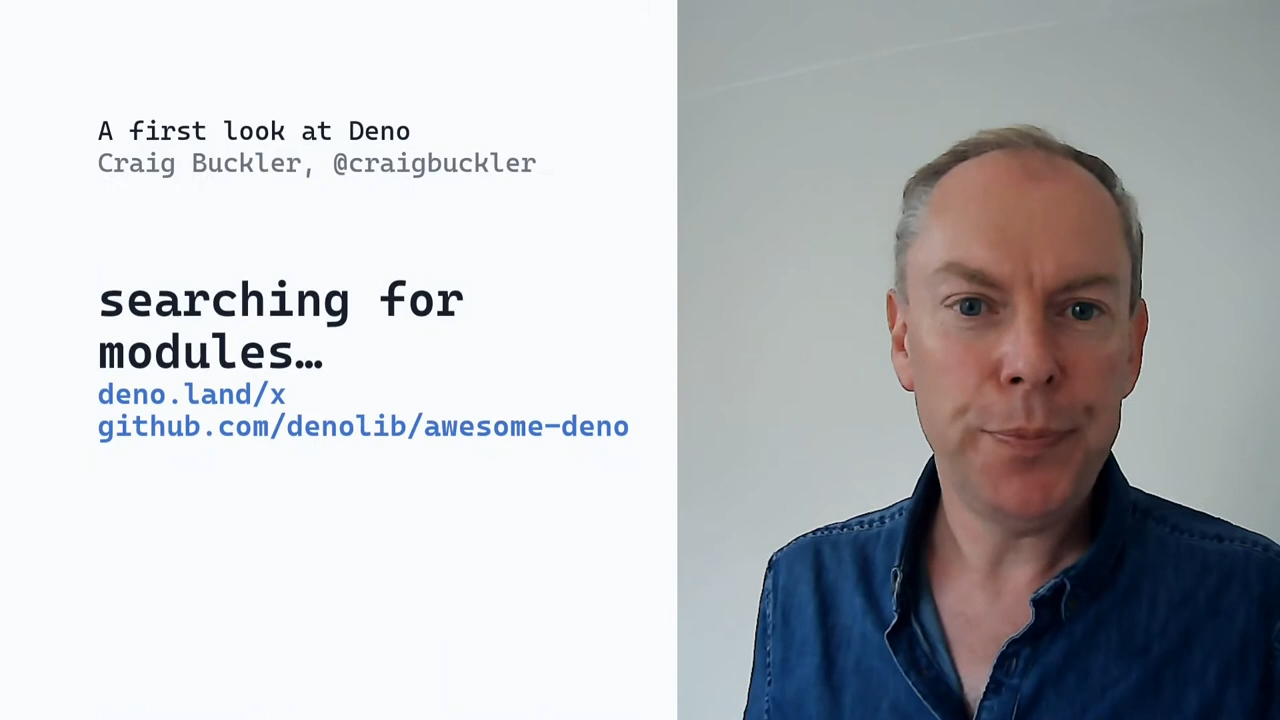 A first look at Deno
Craig Buckler, @craigbuckler
searching for
modules…
deno.land/x
github.com/denolib/awesome-deno